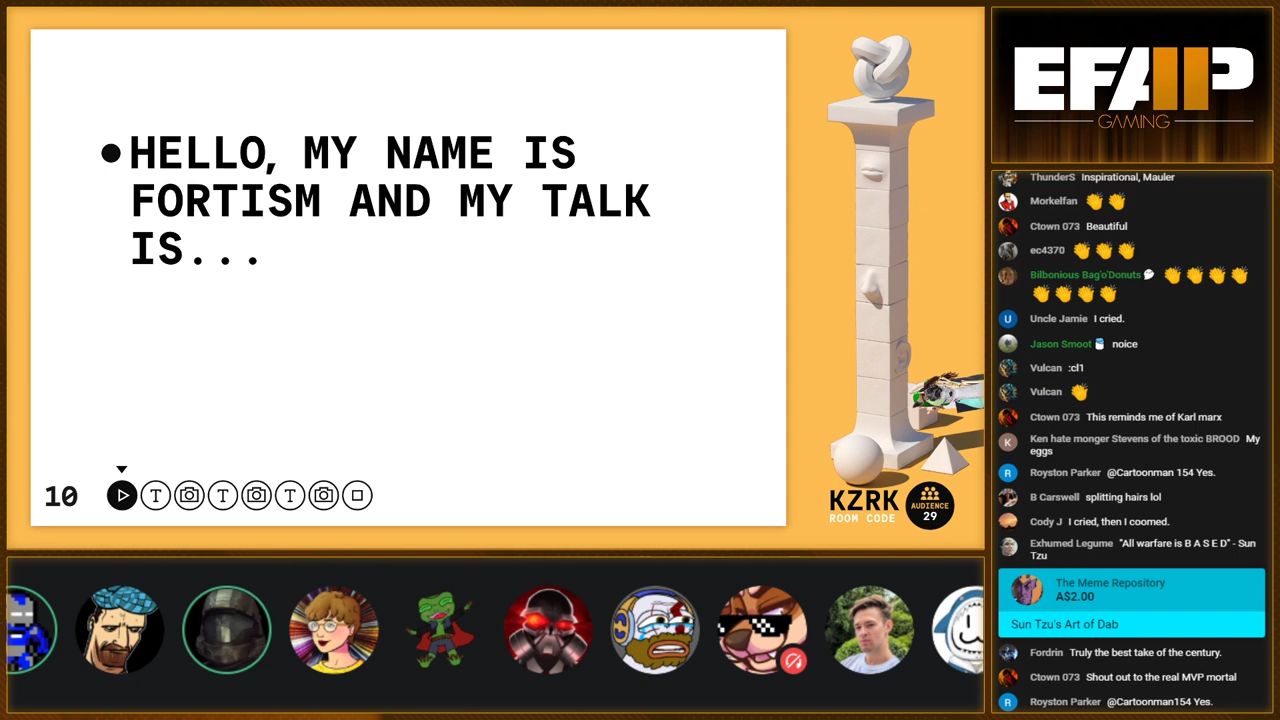 HELLO, MY NAME IS
FORTISM AND MY TALK
IS...
10
T T T
KZRK
ROOM CODE
AUDIENCE
29
EFAP
GAMING
ThunderS Inspirational, Mauler
Morkelfan 👏 👏
Ctown 073 Beautiful
ec4370 👏 👏 👏
Bilbonious Bag'o'Donuts 👏 👏 👏 👏
👏 👏 👏 👏
U Uncle Jamie I cried.
Jason Smoot noice
Vulcan :cl1
Vulcan 👏
Ctown 073 This reminds me of Karl marx
K Ken hate monger Stevens of the toxic BROOD My
eggs
R Royston Parker @Cartoonman 154 Yes.
B Carswell splitting hairs lol
Cody J I cried, then I coomed.
Exhumed Legume "All warfare is B A S E D" - Sun
Tzu
The Meme Repository
A$2.00
Sun Tzu's Art of Dab
Fordrin Truly the best take of the century.
Ctown 073 Shout out to the real MVP mortal
R Royston Parker @Cartoonman154 Yes.